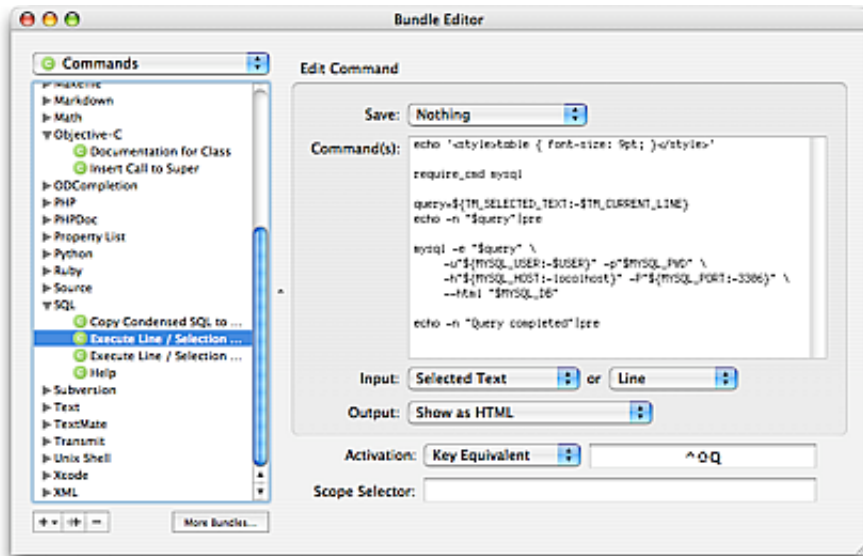 Bundle Editor
Commands
Makefile
Markdown
Math
Objective-C
Documentation for Class
Insert Call to Super
ODCompletion
PHP
PHPDoc
Property List
Python
Ruby
Source
SQL
Copy Condensed SQL to ...
Execute Line / Selection ...
Execute Line / Selection ...
Help
Subversion
Text
TextMate
Transmit
Unix Shell
Xcode
XML
More Bundles...
Edit Command
Save: Nothing
Command(s):
echo '<style>table { font-size: 9pt; }</style>'
require_cmd mysql
query=${TM_SELECTED_TEXT:-$TM_CURRENT_LINE}
echo -n "$query"|pre
mysql -e "$query" \
-u"${MYSQL_USER:-$USER}" -p"$MYSQL_PWD" \
-h"${MYSQL_HOST:-localhost}" -P"${MYSQL_PORT:-3306}" \
--html "$MYSQL_DB"
echo -n "Query completed"|pre
Input: Selected Text or Line
Output: Show as HTML
Activation: Key Equivalent ^⇧Q
Scope Selector: